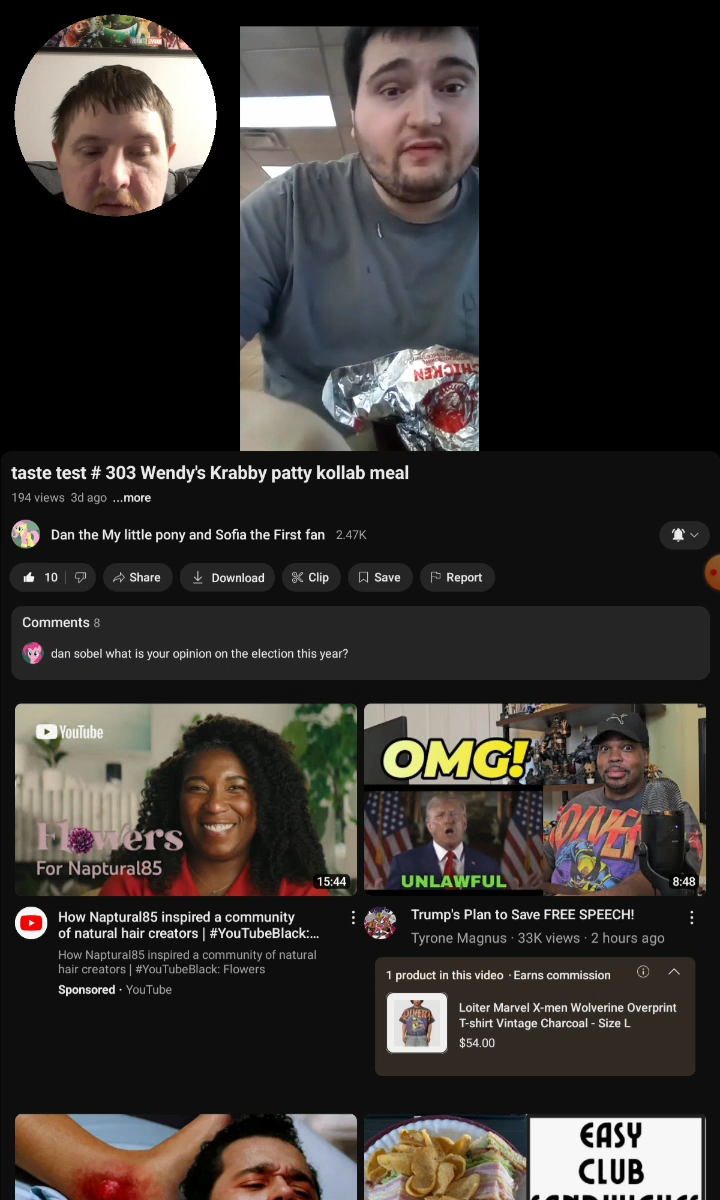 CHICKEN
taste test # 303 Wendy's Krabby patty kollab meal
194 views 3d ago ...more
Dan the My little pony and Sofia the First fan 2.47K
10 Share Download Clip Save Report
Comments 8
dan sobel what is your opinion on the election this year?
YouTube
Flowers
For Naptural85
15:44
OMG!
UNLAWFUL
8:48
How Naptural85 inspired a community
of natural hair creators | #YouTubeBlack:...
How Naptural85 inspired a community of natural
hair creators | #YouTubeBlack: Flowers
Sponsored · YouTube
Trump's Plan to Save FREE SPEECH!
Tyrone Magnus · 33K views · 2 hours ago
1 product in this video · Earns commission
Loiter Marvel X-men Wolverine Overprint
T-shirt Vintage Charcoal - Size L
$54.00
EASY
CLUB